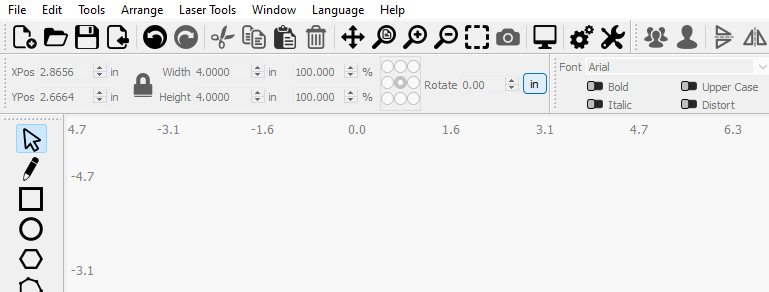 File Edit Tools Arrange Laser Tools Window Language Help
XPos 2.8656 in Width 4.0000 in 100.000 %
YPos 2.6664 in Height 4.0000 in 100.000 %
Rotate 0.00 in
Font Arial
Bold Upper Case
Italic Distort
4.7 -3.1 -1.6 0.0 1.6 3.1 4.7 6.3
-4.7
-3.1